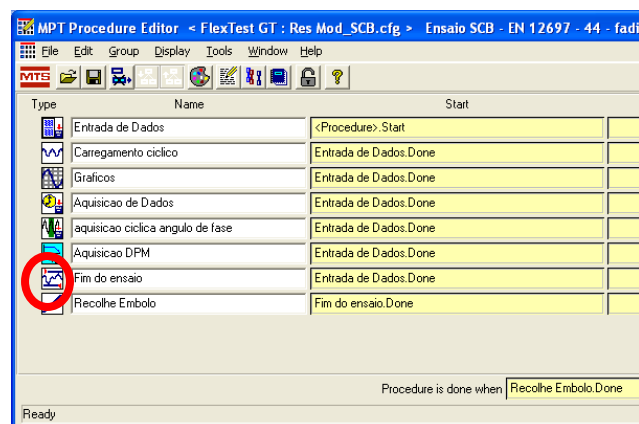 MPT Procedure Editor < FlexTest GT : Res Mod_SCB.cfg > Ensaio SCB - EN 12697 - 44 - fadi
File Edit Group Display Tools Window Help
MTS
Type Name Start
Entrada de Dados <Procedure>.Start
Carregamento ciclico Entrada de Dados.Done
Graficos Entrada de Dados.Done
Aquisicao de Dados Entrada de Dados.Done
aquisicao ciclica angulo de fase Entrada de Dados.Done
Aquisicao DPM Entrada de Dados.Done
Fim do ensaio Entrada de Dados.Done
Recolhe Embolo Fim do ensaio.Done
Procedure is done when Recolhe Embolo.Done
Ready